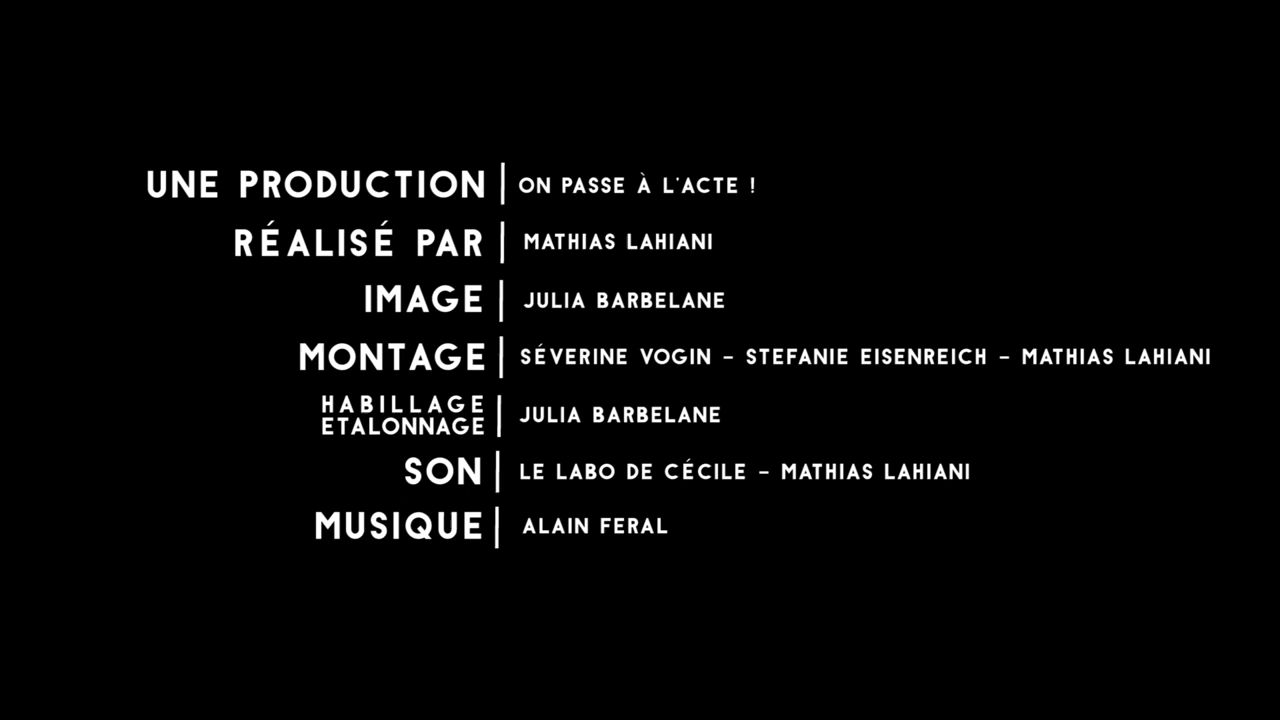 UNE PRODUCTION | ON PASSE À L'ACTE !
RÉALISÉ PAR | MATHIAS LAHIANI
IMAGE | JULIA BARBELANE
MONTAGE | SÉVERINE VOGIN – STEFANIE EISENREICH – MATHIAS LAHIANI
HABILLAGE
ETALONNAGE | JULIA BARBELANE
SON | LE LABO DE CÉCILE – MATHIAS LAHIANI
MUSIQUE | ALAIN FERAL